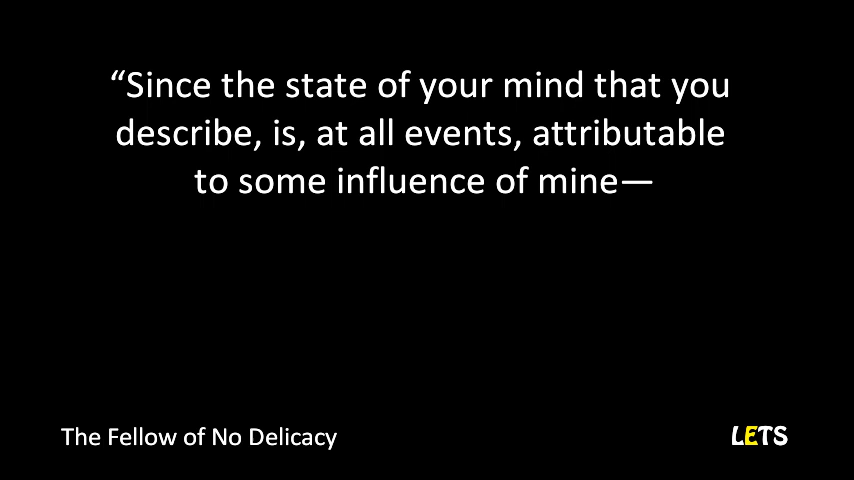 “Since the state of your mind that you
describe, is, at all events, attributable
to some influence of mine—
The Fellow of No Delicacy
LETS